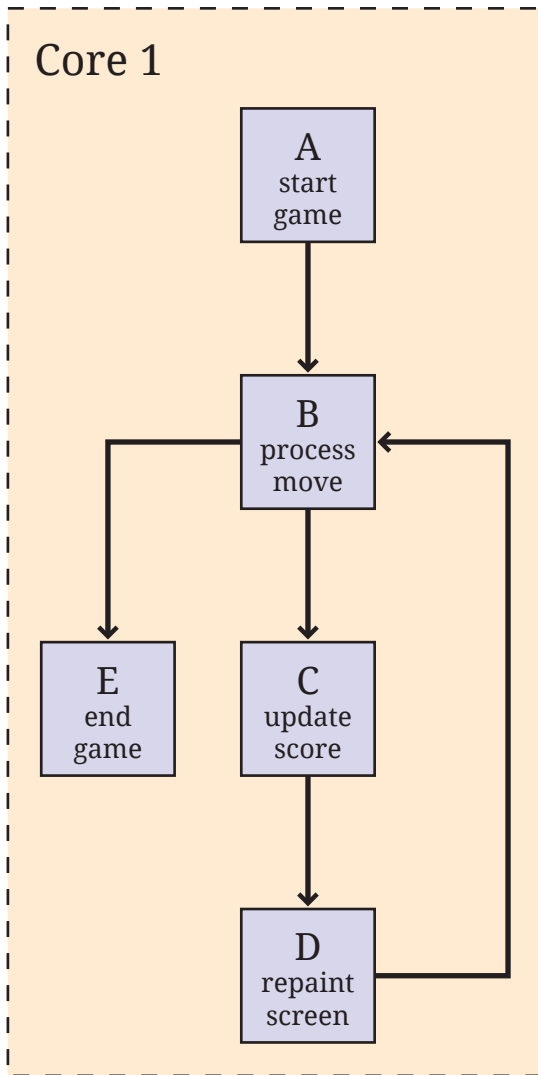 Core 1
A
start
game
B
process
move
E
end
game
C
update
score
D
repaint
screen